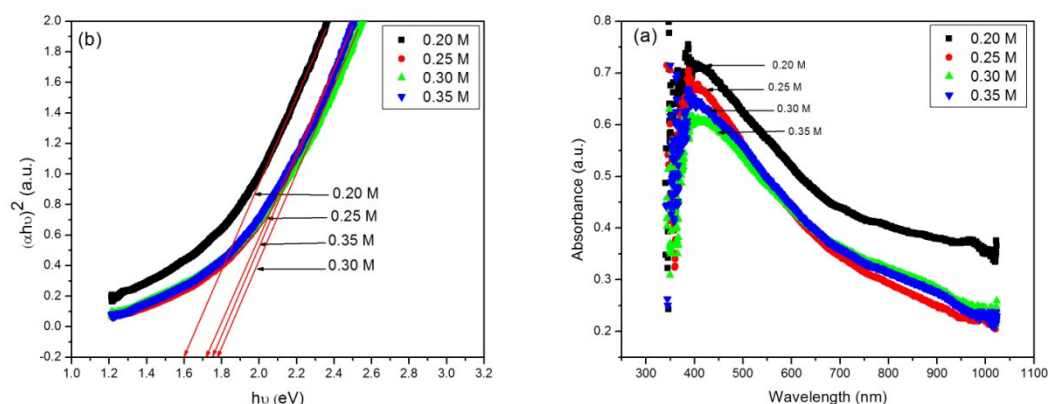 (b)
0.20 M
0.25 M
0.30 M
0.35 M
0.20 M
0.25 M
0.35 M
0.30 M
2.0
1.8
1.6
1.4
1.2
1.0
0.8
0.6
0.4
0.2
0.0
-0.2
(αhυ)2 (a.u.)
1.0 1.2 1.4 1.6 1.8 2.0 2.2 2.4 2.6 2.8 3.0 3.2
hυ (eV)
(a)
0.20 M
0.25 M
0.30 M
0.35 M
0.20 M
0.25 M
0.30 M
0.35 M
0.8
0.7
0.6
0.5
0.4
0.3
0.2
Absorbance (a.u.)
300 400 500 600 700 800 900 1000 1100
Wavelength (nm)